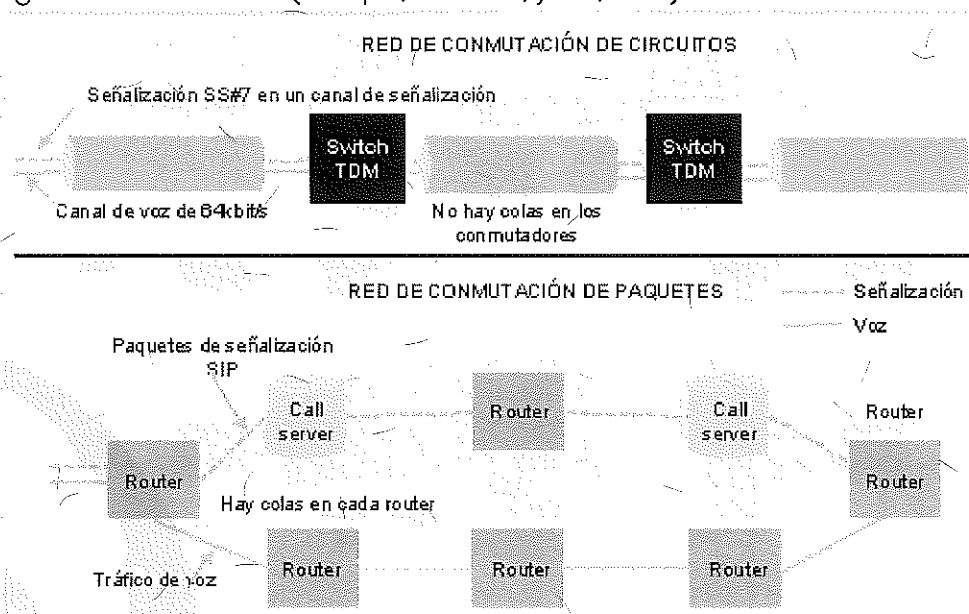 RED DE CONMUTACIÓN DE CIRCUITOS
Señalización SS#7 en un canal de señalización
Switch
TDM
Switch
TDM
Canal de voz de 64kbit/s
No hay colas en los
conmutadores
RED DE CONMUTACIÓN DE PAQUETES
Señalización
Voz
Paquetes de señalización
SIP
Call
server
Router
Call
server
Router
Router
Router
Hay colas en cada router
Tráfico de voz
Router
Router
Router